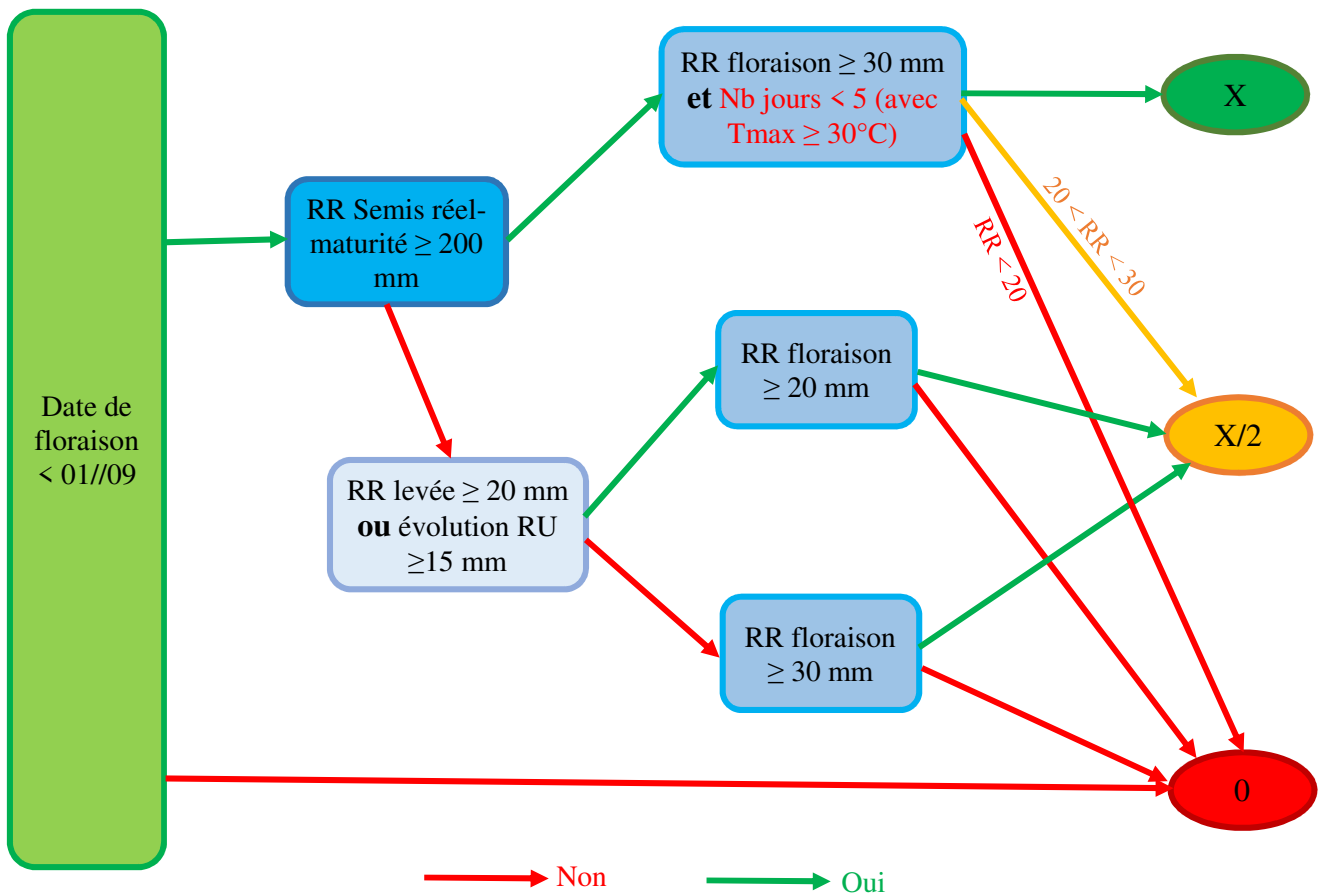 Date de
floraison
< 01//09
RR Semis réel-
maturité ≥ 200
mm
RR floraison ≥ 30 mm
et Nb jours < 5 (avec
Tmax ≥ 30°C)
X
20 < RR < 30
RR < 20
RR floraison
≥ 20 mm
X/2
RR levée ≥ 20 mm
ou évolution RU
≥15 mm
RR floraison
≥ 30 mm
0
Non
Oui